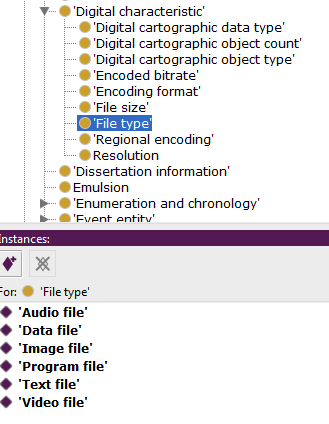 'Digital characteristic'
'Digital cartographic data type'
'Digital cartographic object count'
'Digital cartographic object type'
'Encoded bitrate'
'Encoding format'
'File size'
'File type'
'Regional encoding'
Resolution
'Dissertation information'
Emulsion
'Enumeration and chronology'
'Event entity'
Instances:
For: 'File type'
'Audio file'
'Data file'
'Image file'
'Program file'
'Text file'
'Video file'